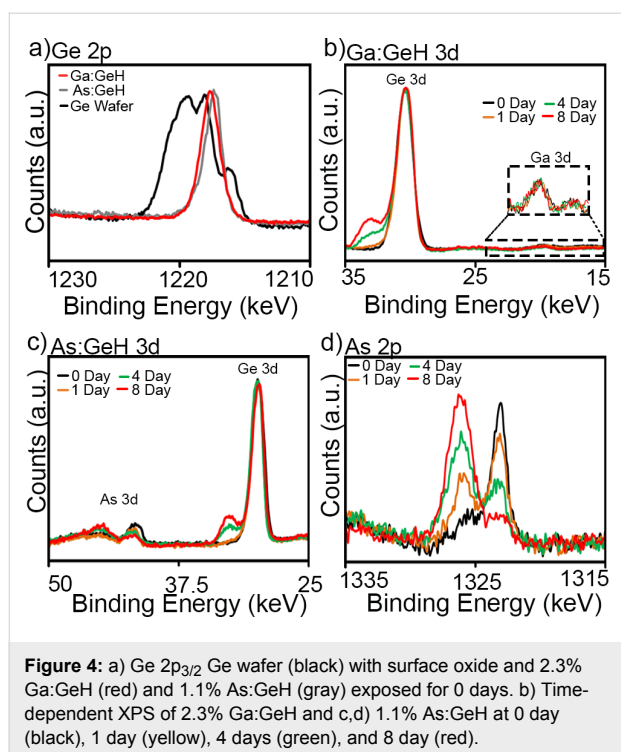 a)Ge 2p
Ga:GeH
As:GeH
Ge Wafer
Counts (a.u.)
1230 1220 1210
Binding Energy (keV)
b)Ga:GeH 3d
Ge 3d
0 Day 4 Day
1 Day 8 Day
Ga 3d
Counts (a.u.)
35 25 15
Binding Energy (keV)
c)As:GeH 3d
0 Day 4 Day
1 Day 8 Day
Ge 3d
As 3d
Counts (a.u.)
50 37.5 25
Binding Energy (keV)
d)As 2p
0 Day 4 Day
1 Day 8 Day
Counts (a.u.)
1335 1325 1315
Binding Energy (keV)
Figure 4: a) Ge 2p3/2 Ge wafer (black) with surface oxide and 2.3%
Ga:GeH (red) and 1.1% As:GeH (gray) exposed for 0 days. b) Time-
dependent XPS of 2.3% Ga:GeH and c,d) 1.1% As:GeH at 0 day
(black), 1 day (yellow), 4 days (green), and 8 day (red).